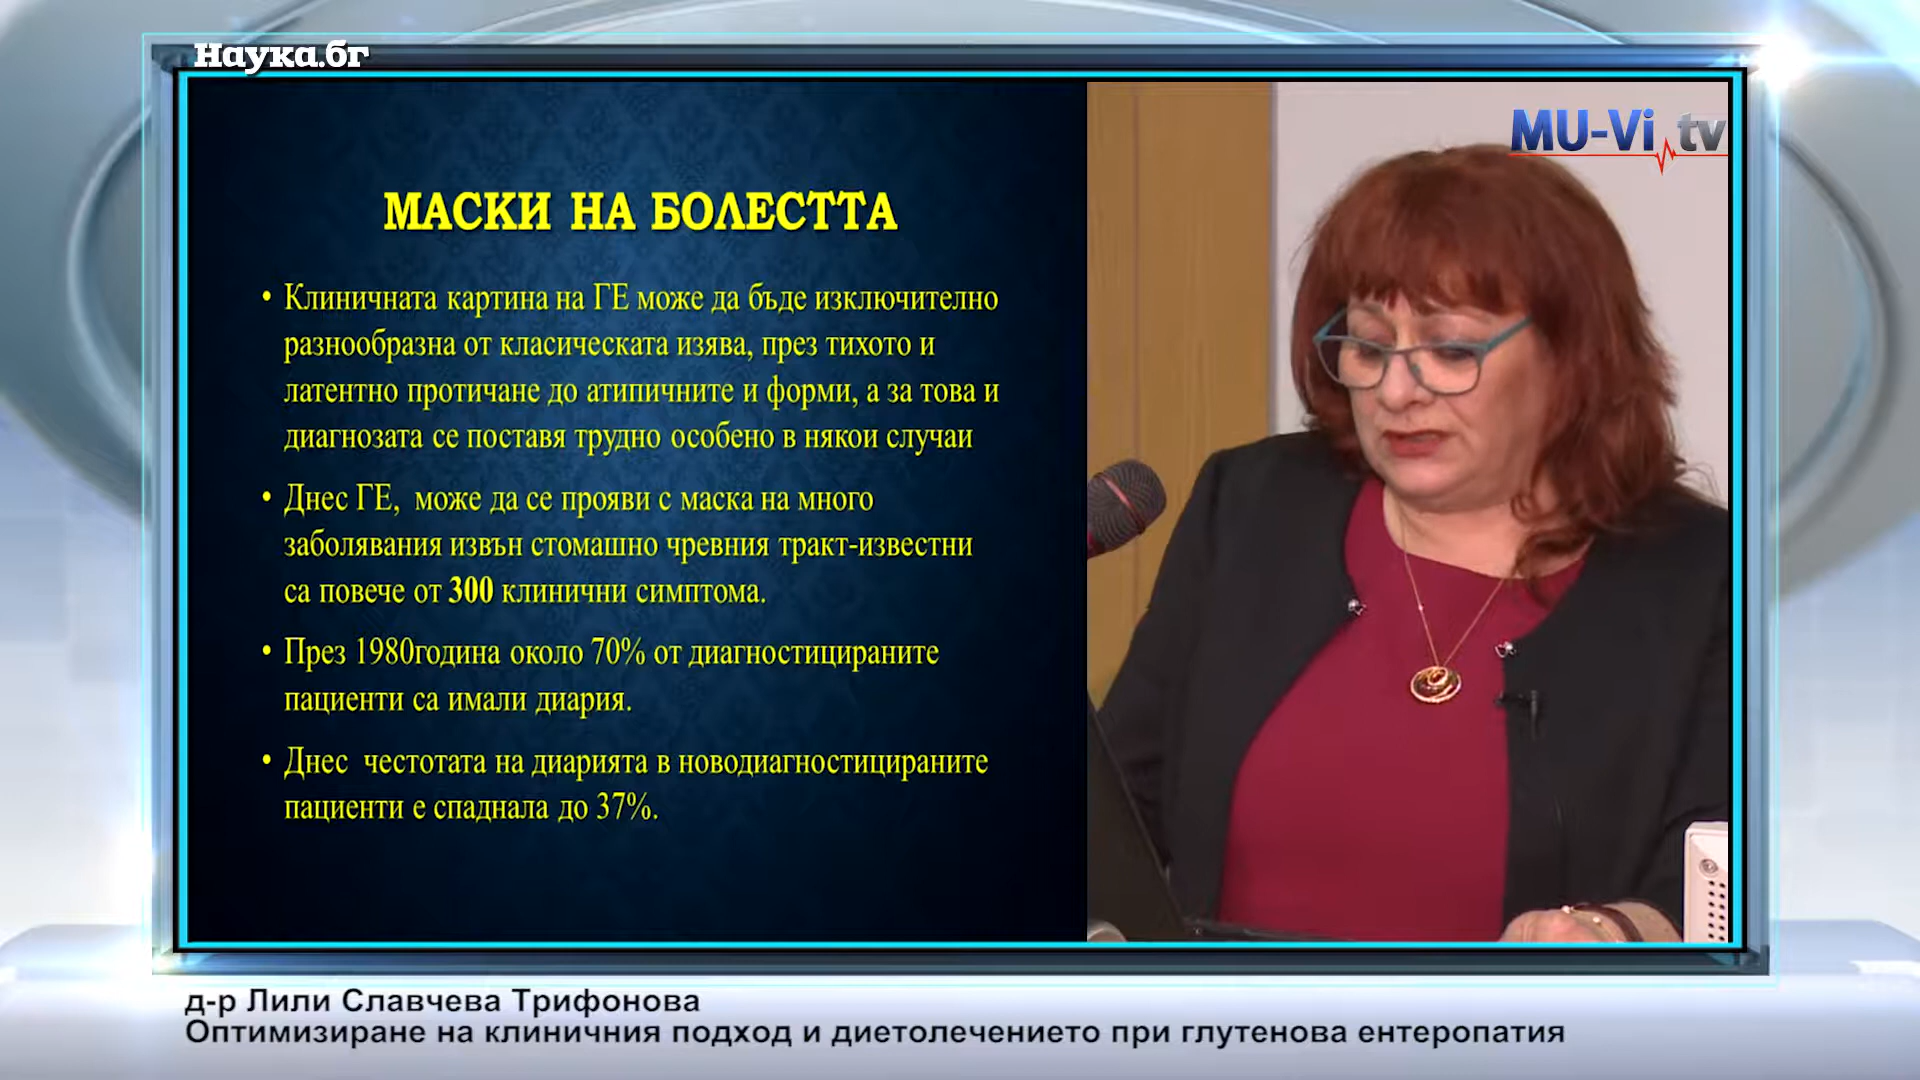 Наука.бг
MU-Vi.tv
МАСКИ НА БОЛЕСТТА
• Клиничната картина на ГЕ може да бъде изключително
разнообразна от класическата изява, през тихото и
латентно протичане до атипичните и форми, а за това и
диагнозата се поставя трудно особено в някои случаи
• Днес ГЕ, може да се прояви с маска на много
заболявания извън стомашно чревния тракт-известни
са повече от 300 клинични симптома.
• През 1980година около 70% от диагностицираните
пациенти са имали диария.
• Днес честотата на диарията в новодиагностицираните
пациенти е спаднала до 37%.
д-р Лили Славчева Трифонова
Оптимизиране на клиничния подход и диетолечението при глутенова ентеропатия